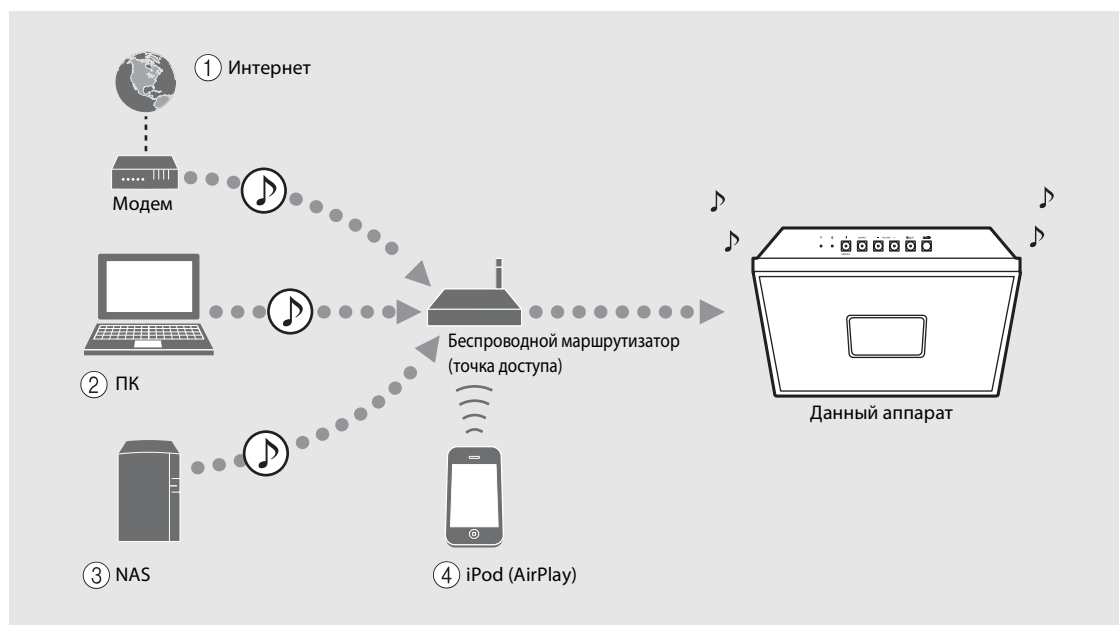 ① Интернет
Модем
② ПК
Беспроводной маршрутизатор
(точка доступа)
Данный аппарат
③ NAS
④ iPod (AirPlay)